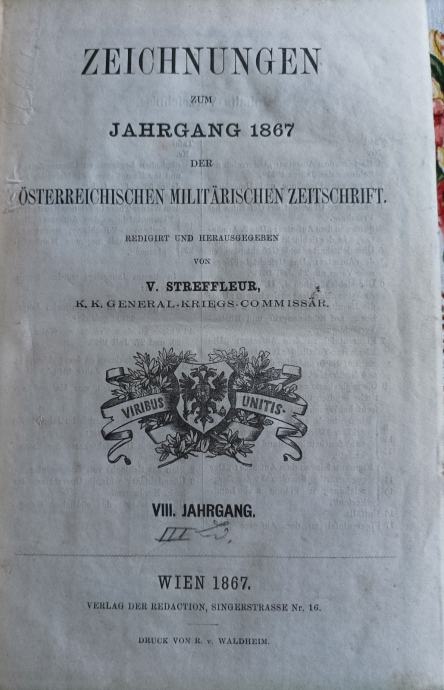 ZEICHNUNGEN
ZUM
JAHRGANG 1867
DER
ÖSTERREICHISCHEN MILITÄRISCHEN ZEITSCHRIFT.
REDIGIRT UND HERAUSGEGEBEN
VON
V. STREFFLEUR,
K. K. GENERAL-KRIEGS-COMMISSÄR.
VIRIBUS UNITIS.
VIII. JAHRGANG.
WIEN 1867.
VERLAG DER REDACTION, SINGERSTRASSE Nr. 16.
DRUCK VON R. v. WALDHEIM.